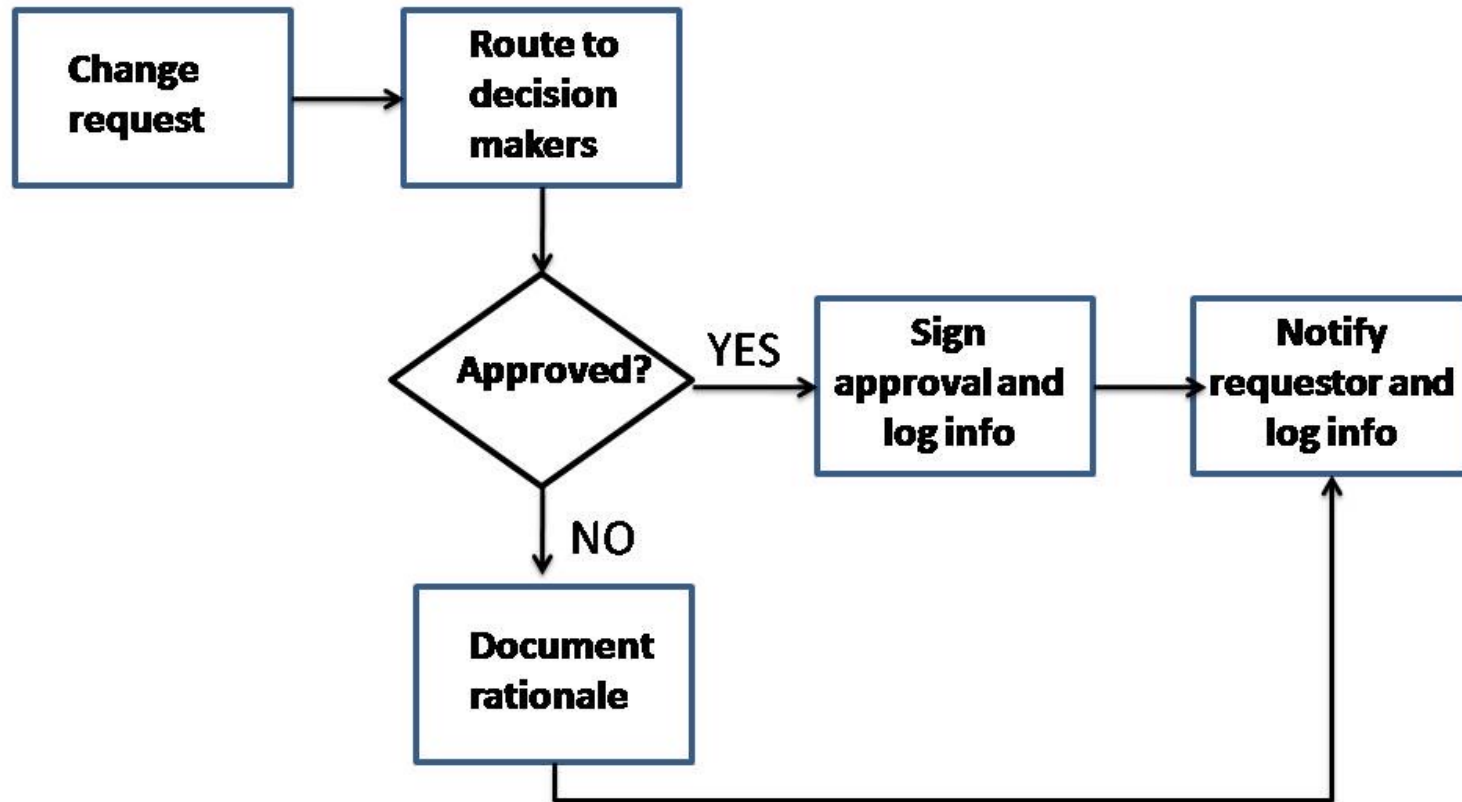 Change
request
Route to
decision
makers
Approved?
YES
Sign
approval and
log info
Notify
requestor and
log info
NO
Document
rationale